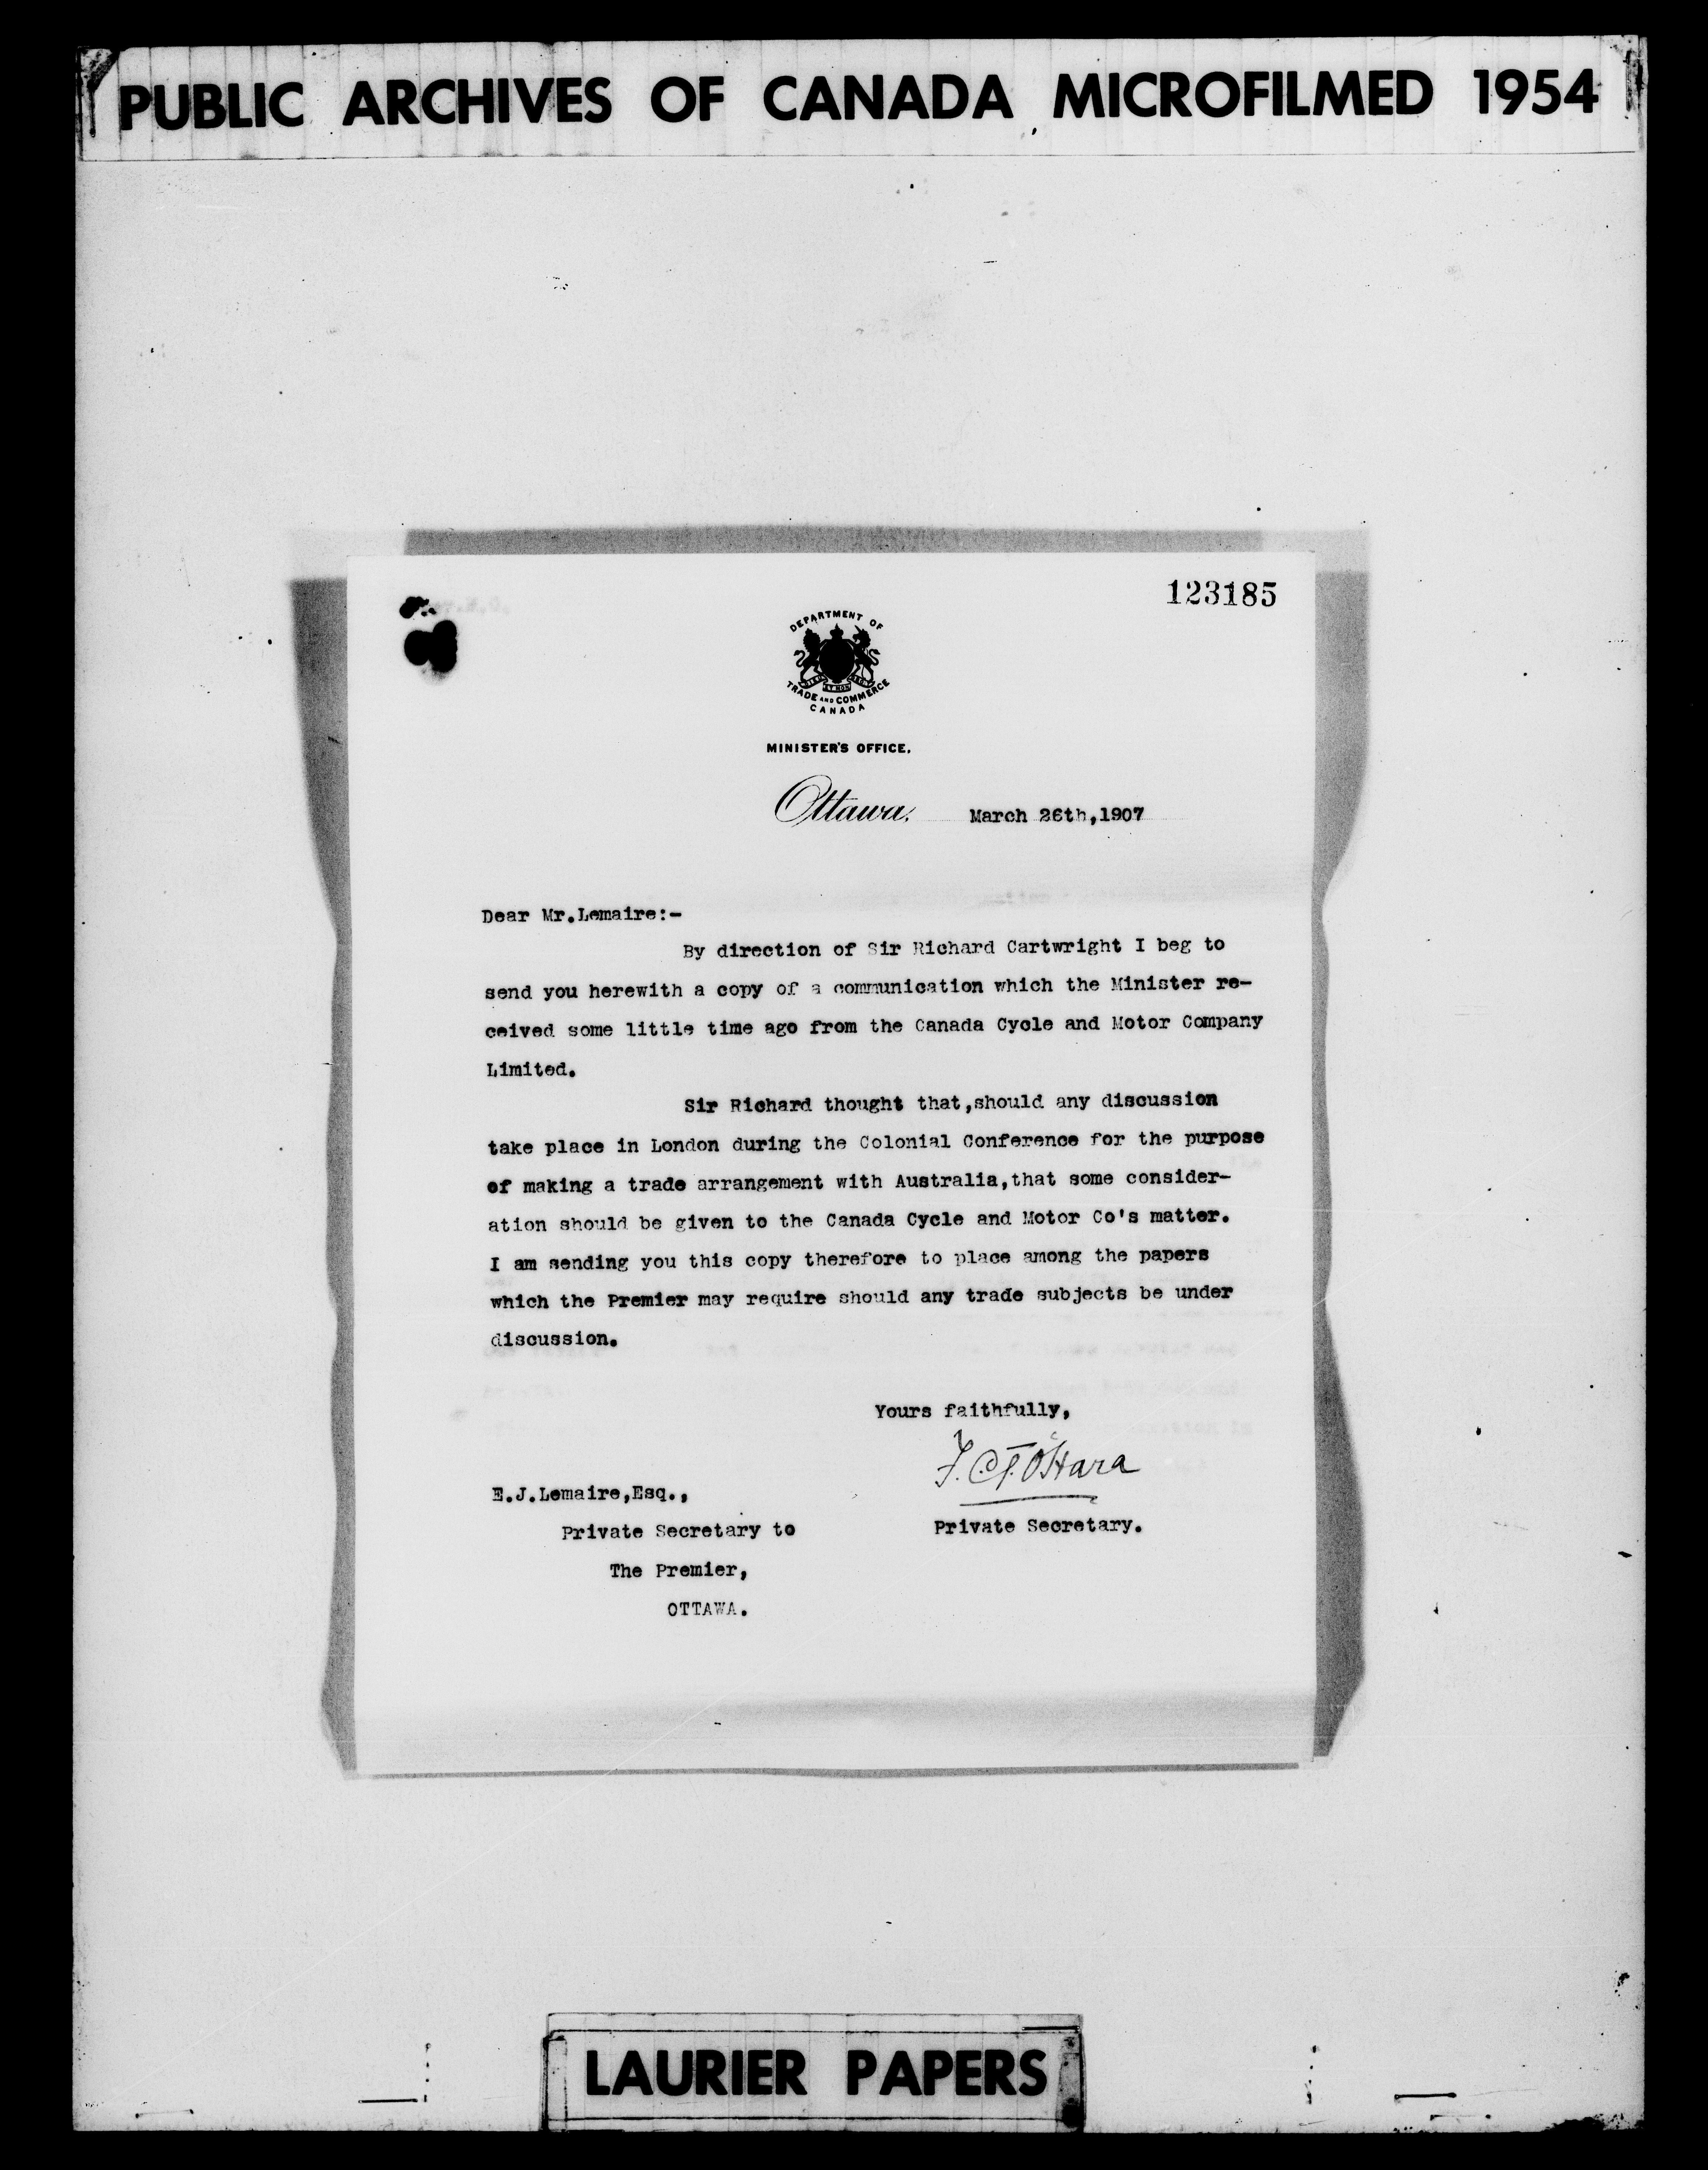 PUBLIC ARCHIVES OF CANADA MICROFILMED 1954
123185
DEPARTMENT OF
TRADE AND COMMERCE
CANADA
MINISTER'S OFFICE.
Ottawa, March 26th,1907
Dear Mr.Lemaire:-
By direction of Sir Richard Cartwright I beg to
send you herewith a copy of a communication which the Minister re-
ceived some little time ago from the Canada Cycle and Motor Company
Limited.
Sir Richard thought that,should any discussion
take place in London during the Colonial Conference for the purpose
of making a trade arrangement with Australia,that some consider-
ation should be given to the Canada Cycle and Motor Co's matter.
I am sending you this copy therefore to place among the papers
which the Premier may require should any trade subjects be under
discussion.
Yours faithfully,
F.C.T. O'Hara
E.J.Lemaire,Esq.,
Private Secretary to
Private Secretary.
The Premier,
OTTAWA.
LAURIER PAPERS